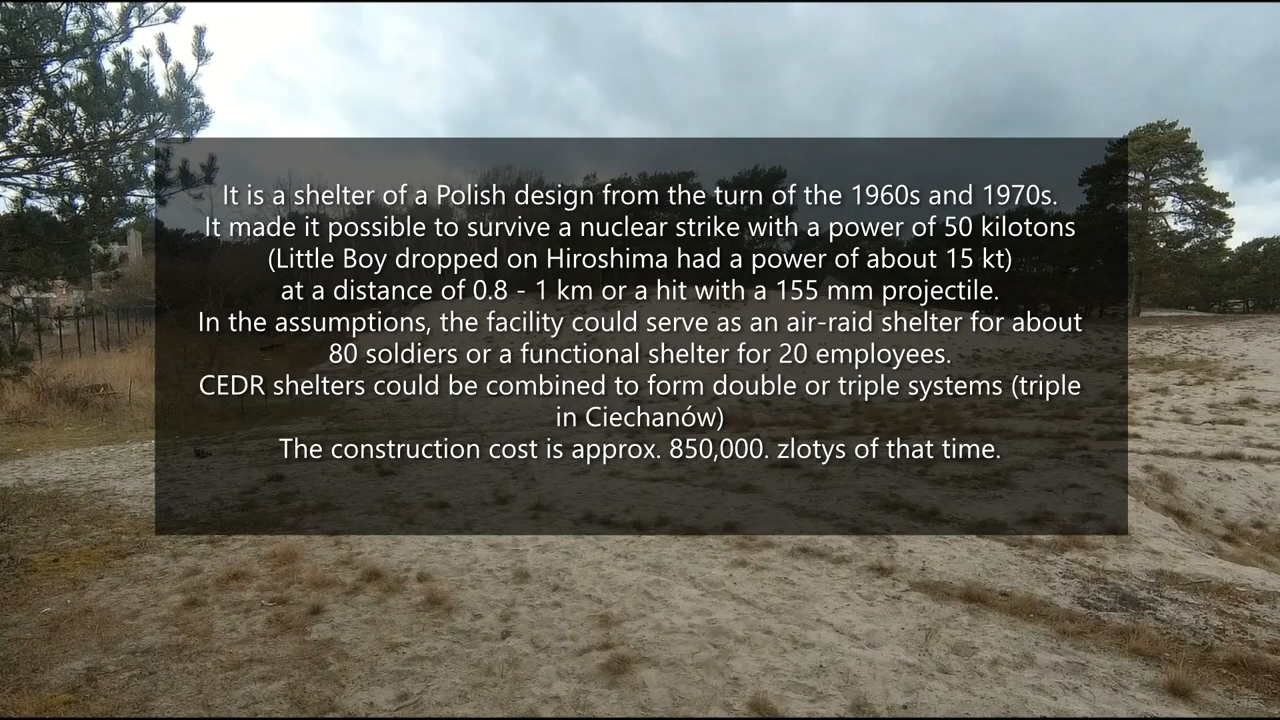 It is a shelter of a Polish design from the turn of the 1960s and 1970s.
It made it possible to survive a nuclear strike with a power of 50 kilotons
(Little Boy dropped on Hiroshima had a power of about 15 kt)
at a distance of 0.8 - 1 km or a hit with a 155 mm projectile.
In the assumptions, the facility could serve as an air-raid shelter for about
80 soldiers or a functional shelter for 20 employees.
CEDR shelters could be combined to form double or triple systems (triple
in Ciechanów)
The construction cost is approx. 850,000. zlotys of that time.